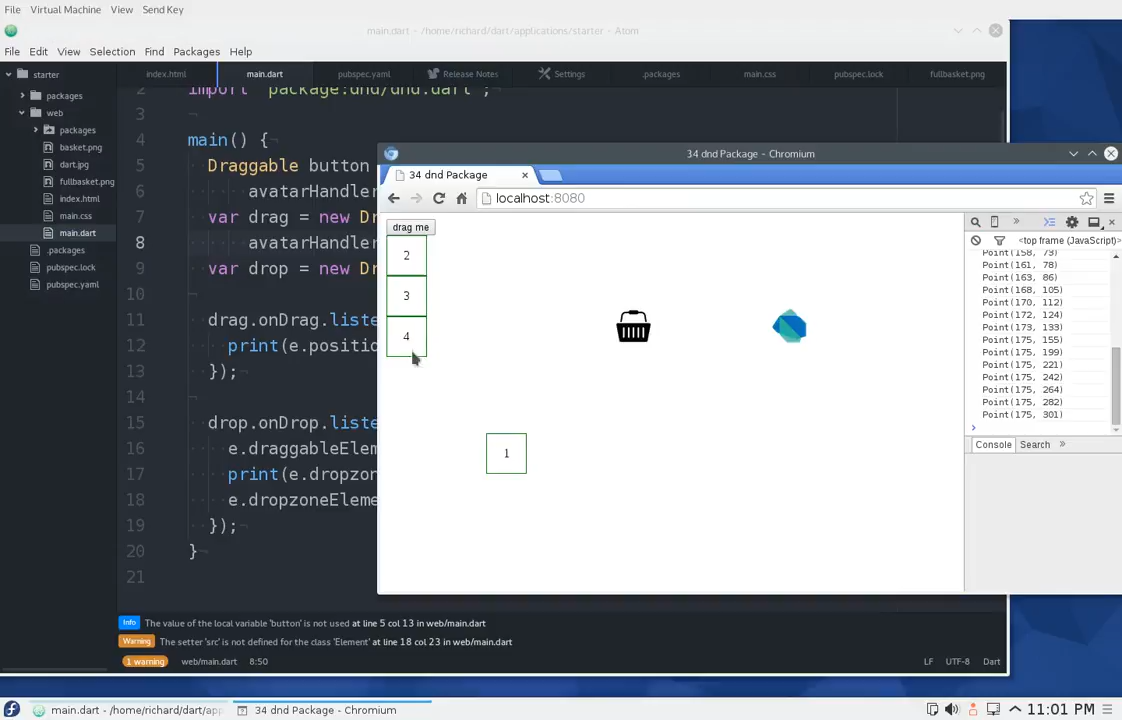 File Virtual Machine View Send Key
main.dart - /home/richard/dart/applications/starter - Atom
File Edit View Selection Find Packages Help
starter
packages
web
packages
basket.png
dart.jpg
fullbasket.png
index.html
main.css
main.dart
.packages
pubspec.lock
pubspec.yaml
index.html main.dart pubspec.yaml Release Notes Settings .packages main.css pubspec.lock fullbasket.png
2 import 'package:dnd/dnd.dart';
3
4 main() {
5 Draggable button
6 avatarHandler
7 var drag = new Dr
8 avatarHandler
9 var drop = new Dr
10
11 drag.onDrag.liste
12 print(e.positio
13 });
14
15 drop.onDrop.liste
16 e.draggableElem
17 print(e.dropzon
18 e.dropzoneEleme
19 });
20 }
21
34 dnd Package - Chromium
34 dnd Package
localhost:8080
drag me
2
3
4
1
<top frame (JavaScript)>
Point(158, 73)
Point(161, 78)
Point(163, 86)
Point(168, 105)
Point(170, 112)
Point(172, 124)
Point(173, 133)
Point(175, 155)
Point(175, 199)
Point(175, 221)
Point(175, 242)
Point(175, 264)
Point(175, 282)
Point(175, 301)
Console Search
Info The value of the local variable 'button' is not used at line 5 col 13 in web/main.dart
Warning The setter 'src' is not defined for the class 'Element' at line 18 col 23 in web/main.dart
1 warning web/main.dart 8:50 LF UTF-8 Dart
main.dart - /home/richard/dart/app 34 dnd Package - Chromium 11:01 PM